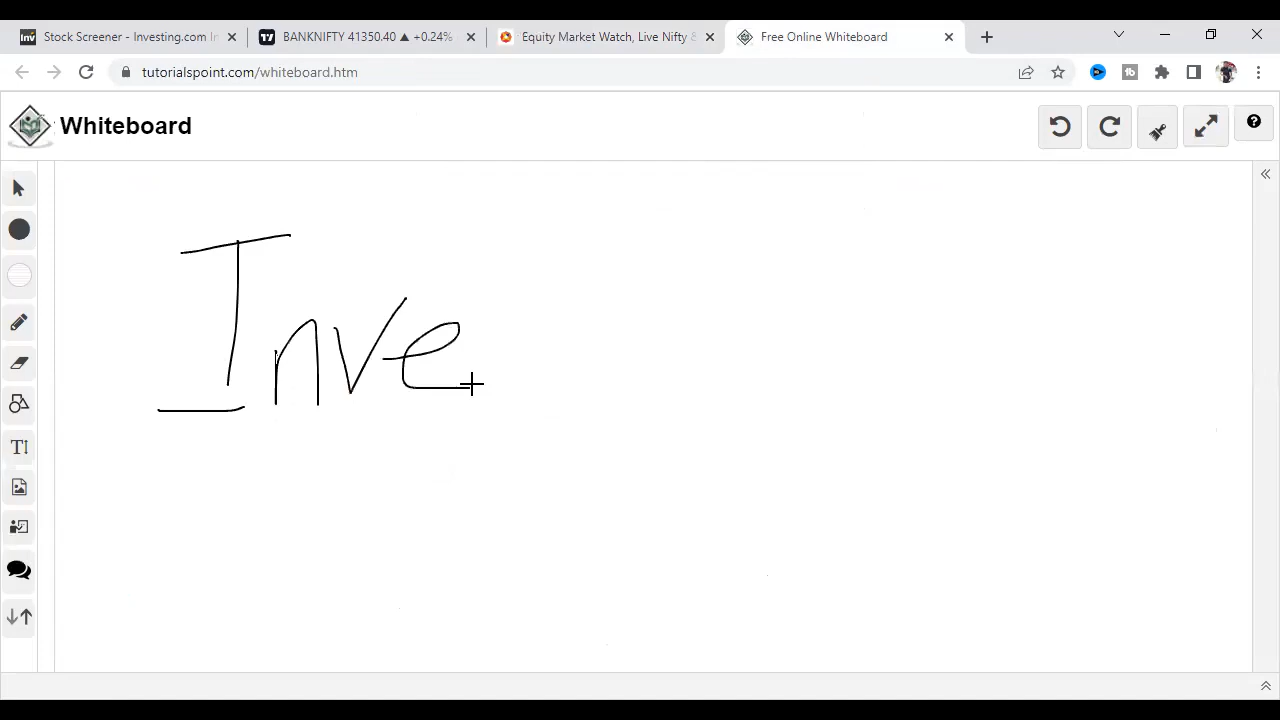 Stock Screener - Investing.com In
BANKNIFTY 41350.40 ▲ +0.24%
Equity Market Watch, Live Nifty &
Free Online Whiteboard
tutorialspoint.com/whiteboard.htm
Whiteboard
Inve